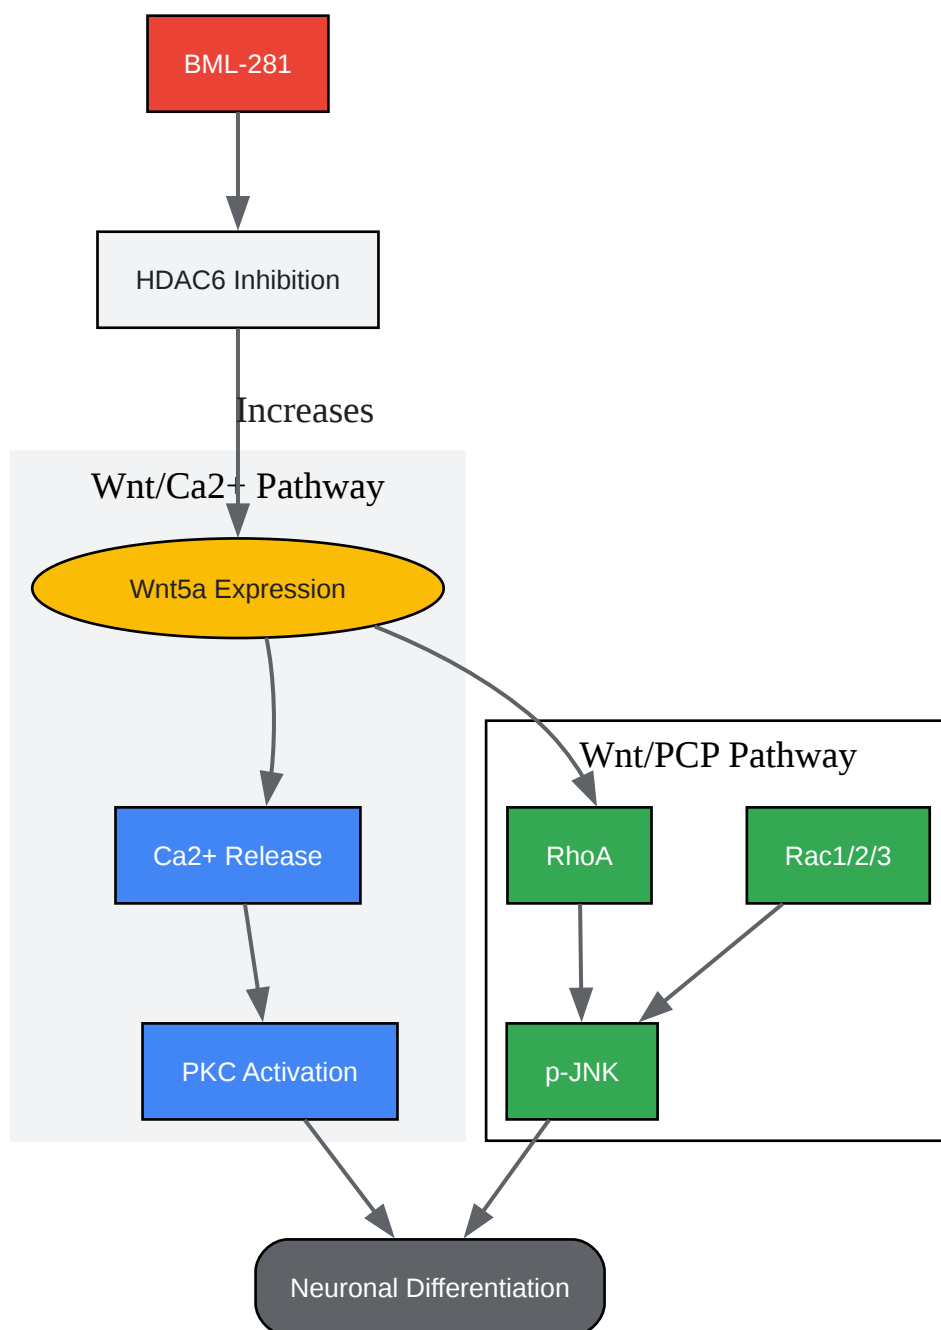 BML-281
HDAC6 Inhibition
Increases
Wnt/Ca2+ Pathway
Wnt5a Expression
Wnt/PCP Pathway
Ca2+ Release
RhoA
Rac1/2/3
PKC Activation
p-JNK
Neuronal Differentiation